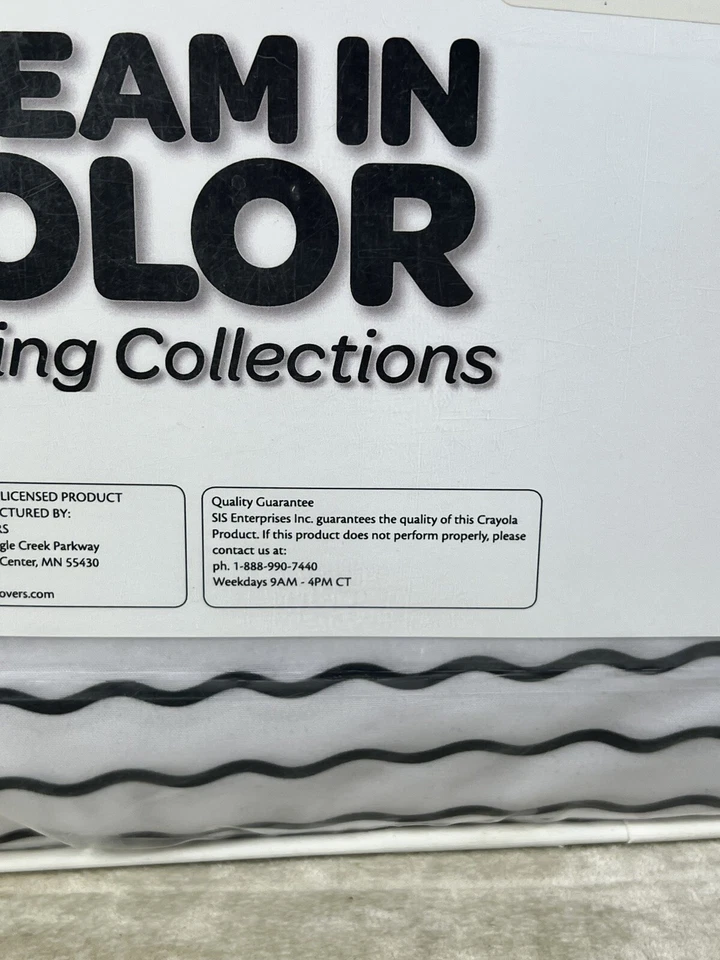 EAM IN
OLOR
ing Collections
LICENSED PRODUCT
CTURED BY:
RS
gle Creek Parkway
Center, MN 55430
overs.com
Quality Guarantee
SIS Enterprises Inc. guarantees the quality of this Crayola
Product. If this product does not perform properly, please
contact us at:
ph. 1-888-990-7440
Weekdays 9AM - 4PM CT